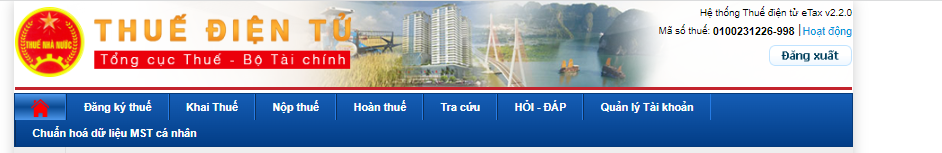 THUẾ NHÀ NƯỚC
THUẾ ĐIỆN TỬ
Tổng cục Thuế - Bộ Tài chính
Hệ thống Thuế điện tử eTax v2.2.0
Mã số thuế: 0100231226-998 | Hoạt động
Đăng xuất
Đăng ký thuế Khai Thuế Nộp thuế Hoàn thuế Tra cứu HỎI - ĐÁP Quản lý Tài khoản
Chuẩn hoá dữ liệu MST cá nhân